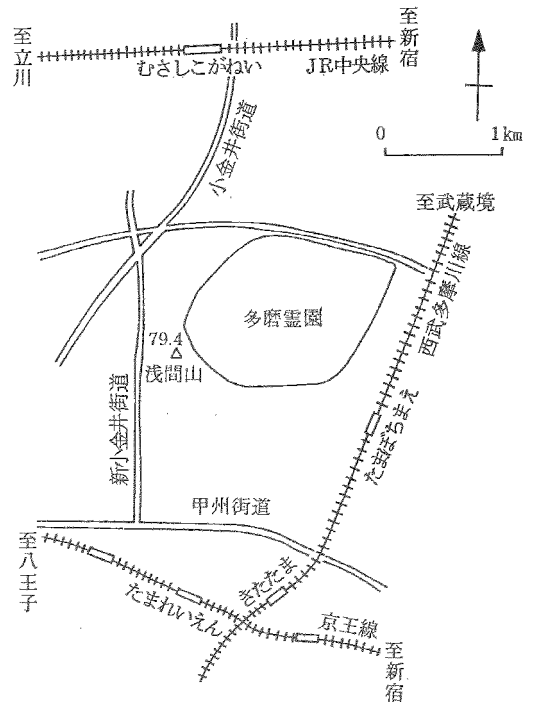 至立川
至新宿
むさしこがねい
JR中央線
小金井街道
0 1km
至武蔵境
西武多摩川線
多磨霊園
79.4
浅間山
たまぼちまえ
新小金井街道
甲州街道
至八王子
たまれいえん
きたたま
京王線
至新宿